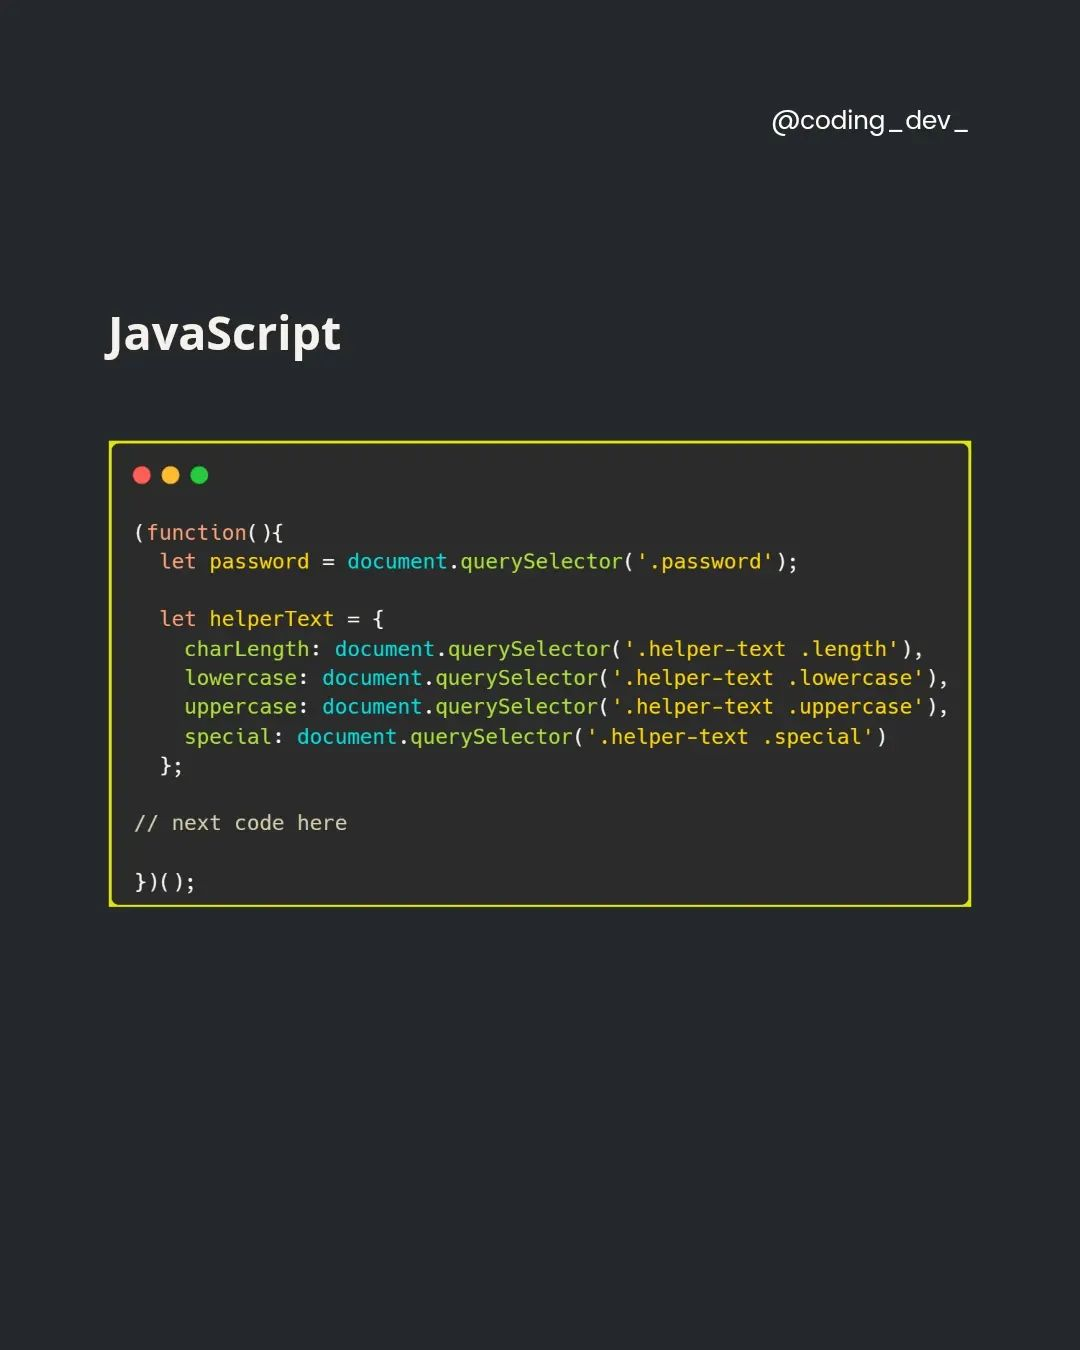 @coding_dev_
JavaScript
(function(){
  let password = document.querySelector('.password');
  let helperText = {
    charLength: document.querySelector('.helper-text .length'),
    lowercase: document.querySelector('.helper-text .lowercase'),
    uppercase: document.querySelector('.helper-text .uppercase'),
    special: document.querySelector('.helper-text .special')
  };
// next code here
})();